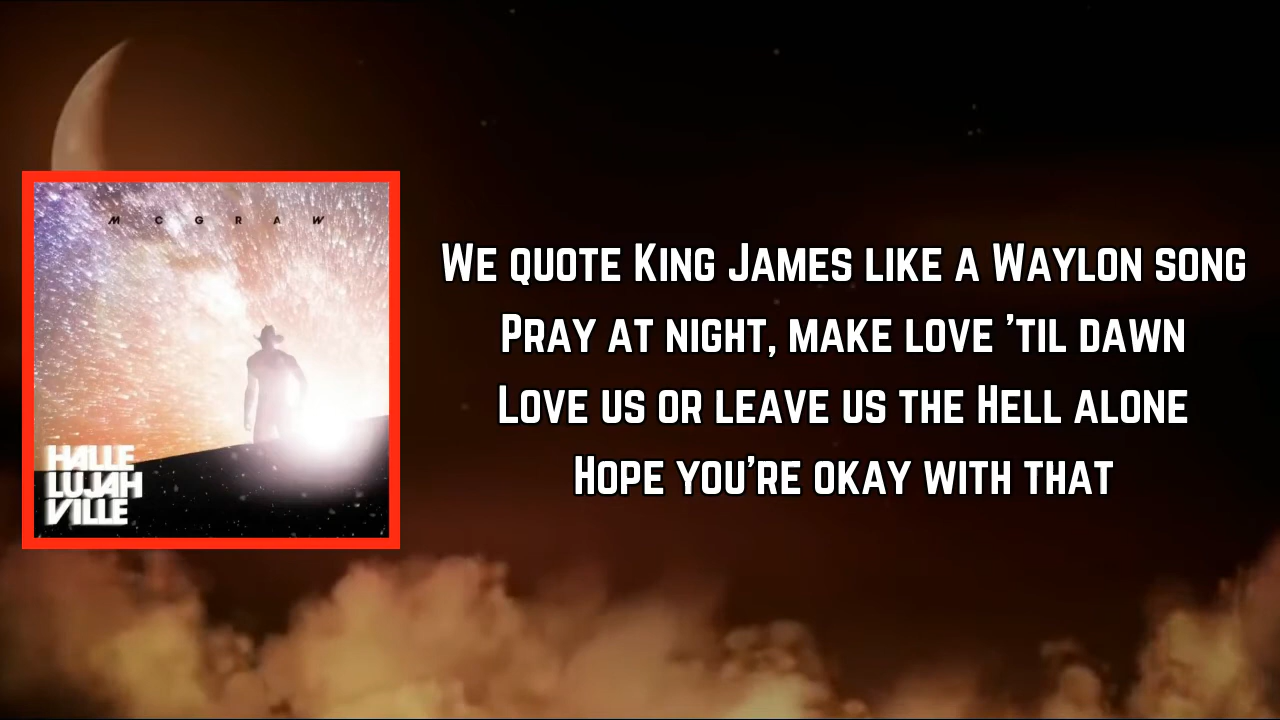 MCGRAW
HALLE
LUJAH
VILLE
We quote King James like a Waylon song
Pray at night, make love 'til dawn
Love us or leave us the Hell alone
Hope you're okay with that